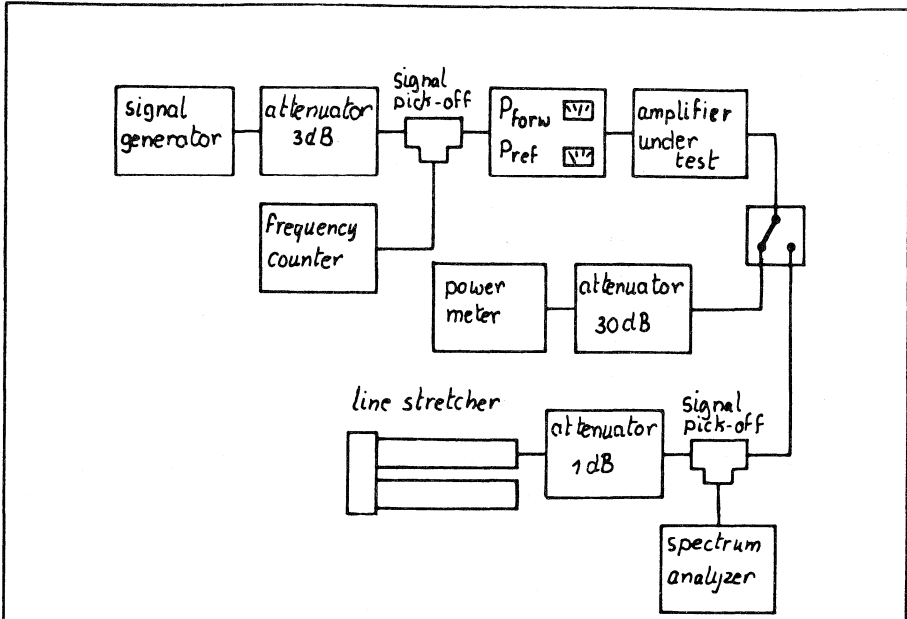 signal
generator
attenuator
3dB
signal
pick-off
Pforw
Pref
amplifier
under
test
frequency
counter
power
meter
attenuator
30dB
line stretcher
attenuator
1dB
signal
pick-off
spectrum
analyzer